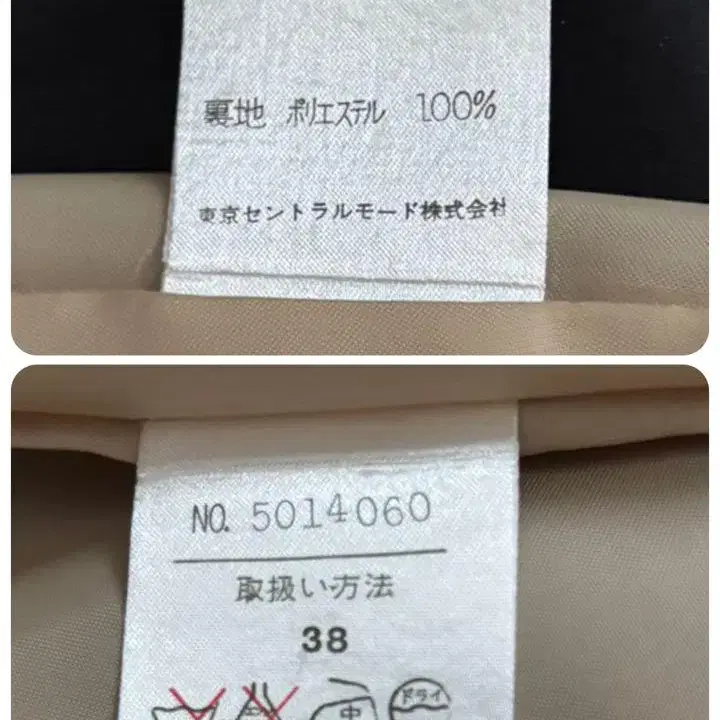 裏地 ポリエステル 100%
東京セントラルモード株式会社
NO. 5014060
取扱い方法
38
中
ドライ